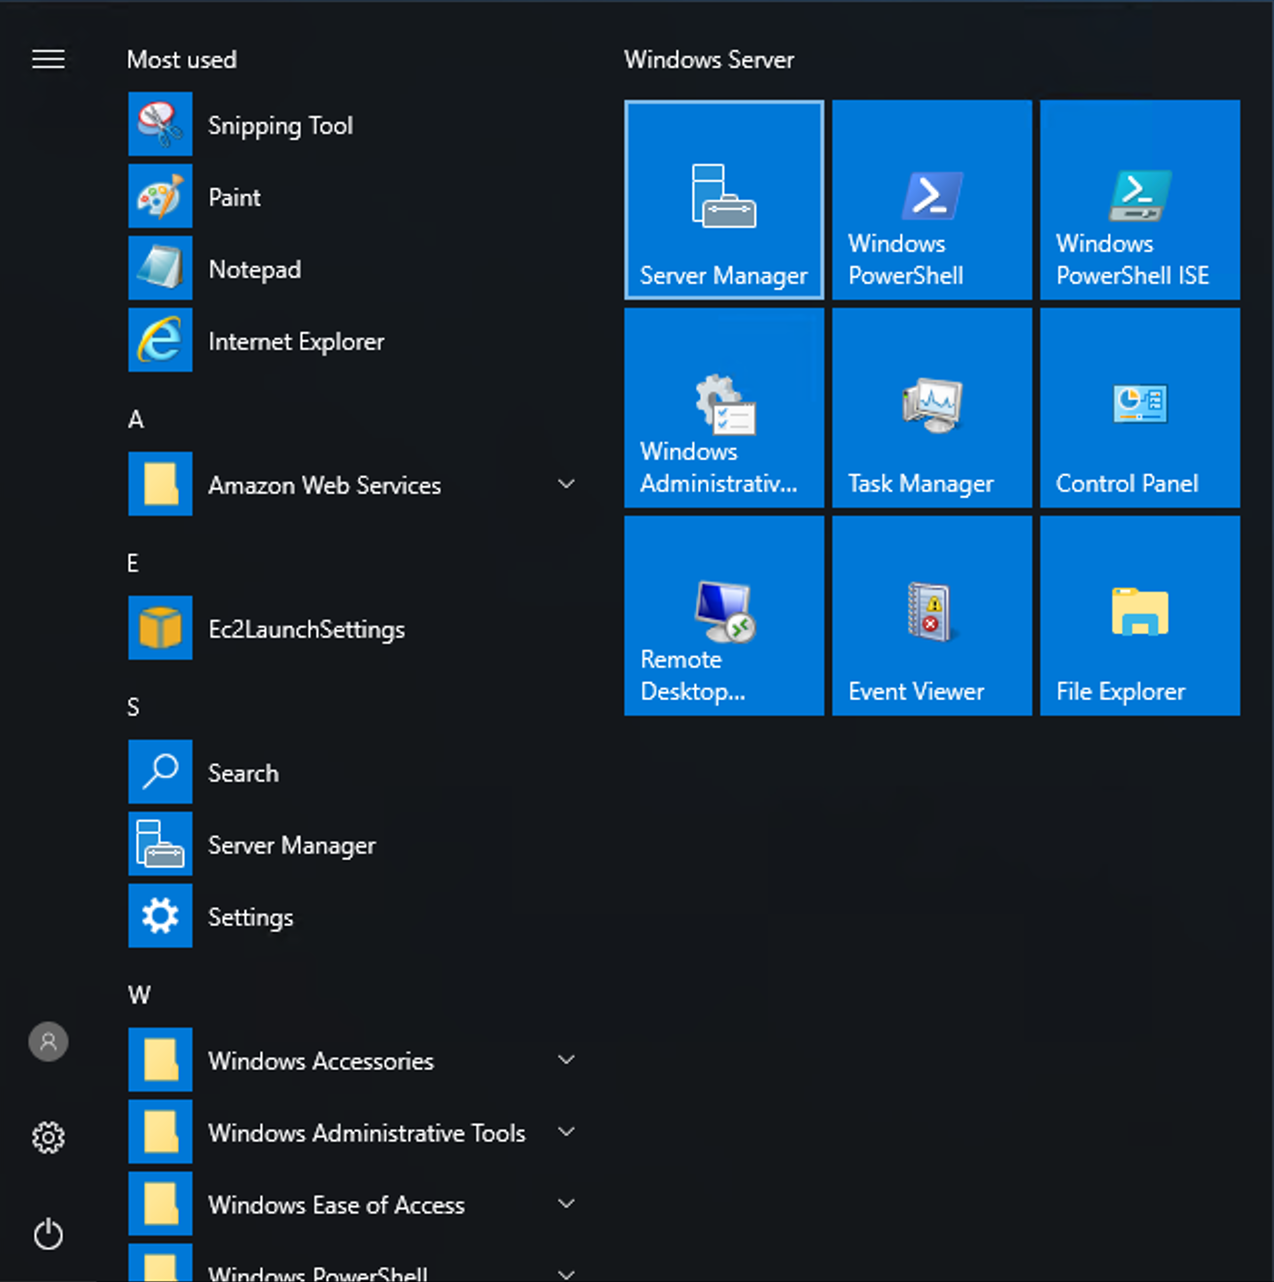 Most used
Snipping Tool
Paint
Notepad
Internet Explorer
A
Amazon Web Services
E
Ec2LaunchSettings
S
Search
Server Manager
Settings
W
Windows Accessories
Windows Administrative Tools
Windows Ease of Access
Windows PowerShell
Windows Server
Server Manager
Windows
PowerShell
Windows
PowerShell ISE
Windows
Administrativ...
Task Manager
Control Panel
Remote
Desktop...
Event Viewer
File Explorer